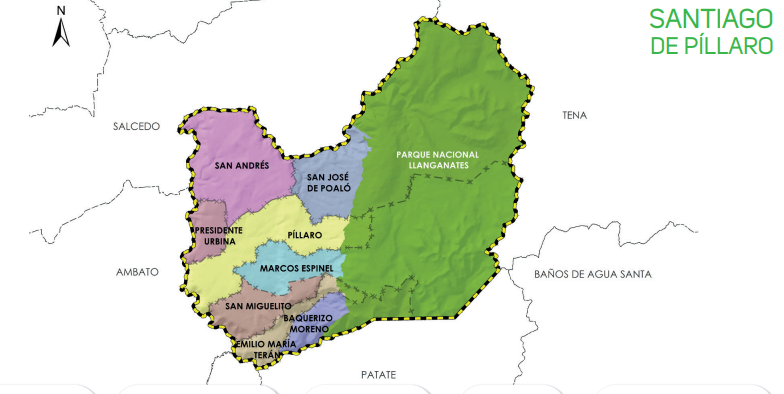 N
SANTIAGO
DE PÍLLARO
SALCEDO
TENA
SAN ANDRÉS
PARQUE NACIONAL
LLANGANATES
SAN JOSÉ
DE POALÓ
PRESIDENTE
URBINA
PÍLLARO
AMBATO
MARCOS ESPINEL
BAÑOS DE AGUA SANTA
SAN MIGUELITO
BAQUERIZO
MORENO
EMILIO MARÍA
TERÁN
PATATE